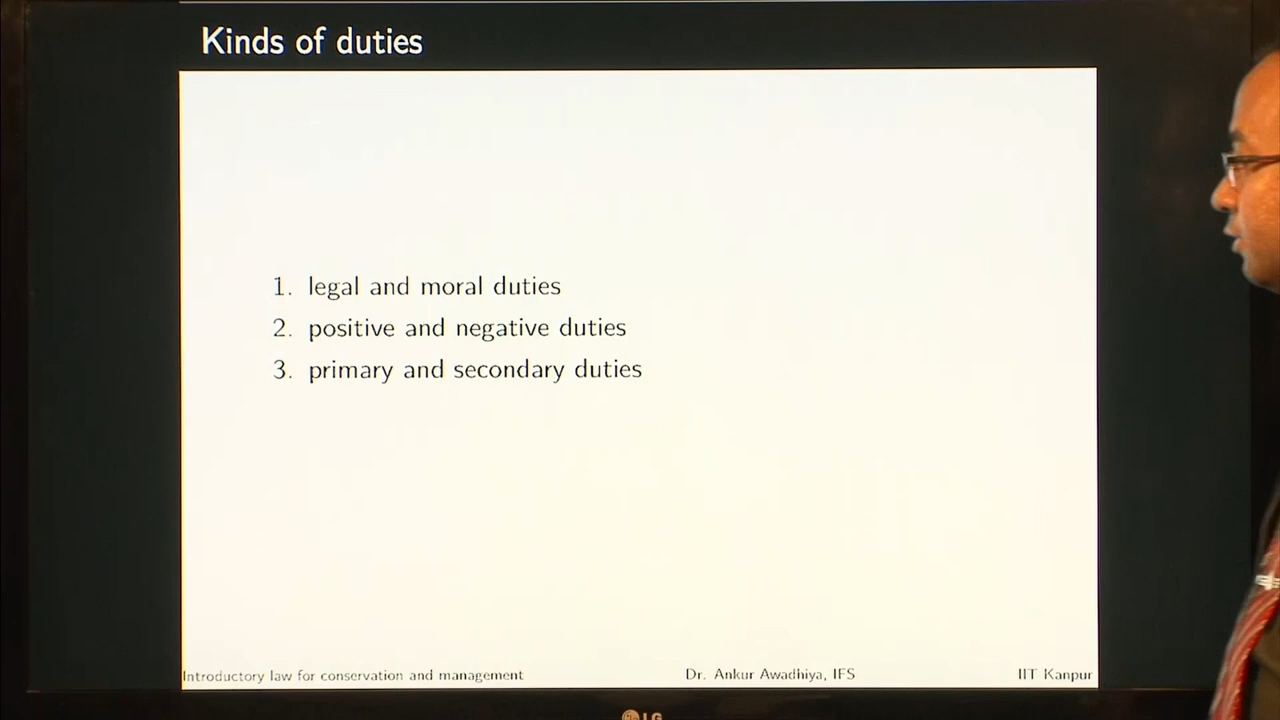 Kinds of duties
1. legal and moral duties
2. positive and negative duties
3. primary and secondary duties
Introductory law for conservation and management Dr. Ankur Awadhiya, IFS IIT Kanpur
LG